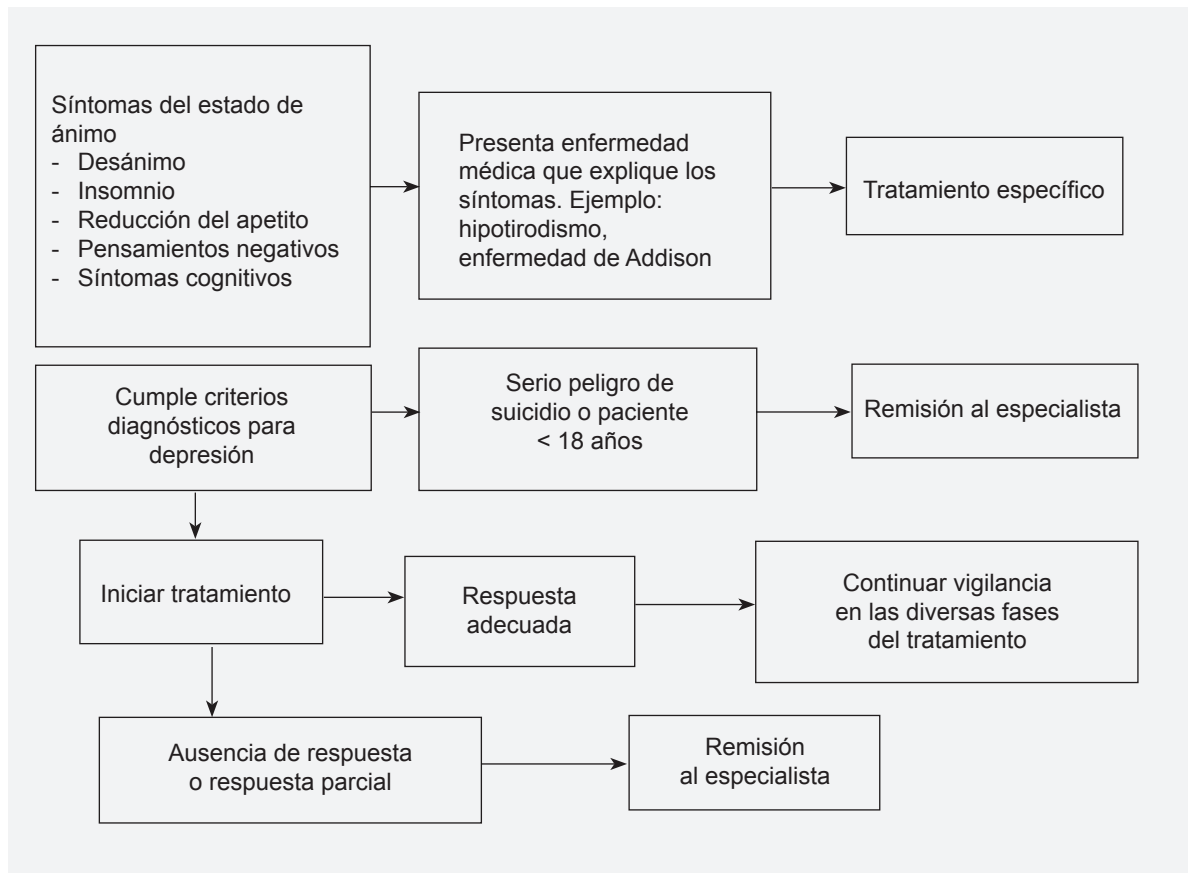 Síntomas del estado de
ánimo
- Desánimo
- Insomnio
- Reducción del apetito
- Pensamientos negativos
- Síntomas cognitivos
Presenta enfermedad
médica que explique los
síntomas. Ejemplo:
hipotirodismo,
enfermedad de Addison
Tratamiento específico
Cumple criterios
diagnósticos para
depresión
Serio peligro de
suicidio o paciente
< 18 años
Remisión al especialista
Iniciar tratamiento
Respuesta
adecuada
Continuar vigilancia
en las diversas fases
del tratamiento
Ausencia de respuesta
o respuesta parcial
Remisión
al especialista